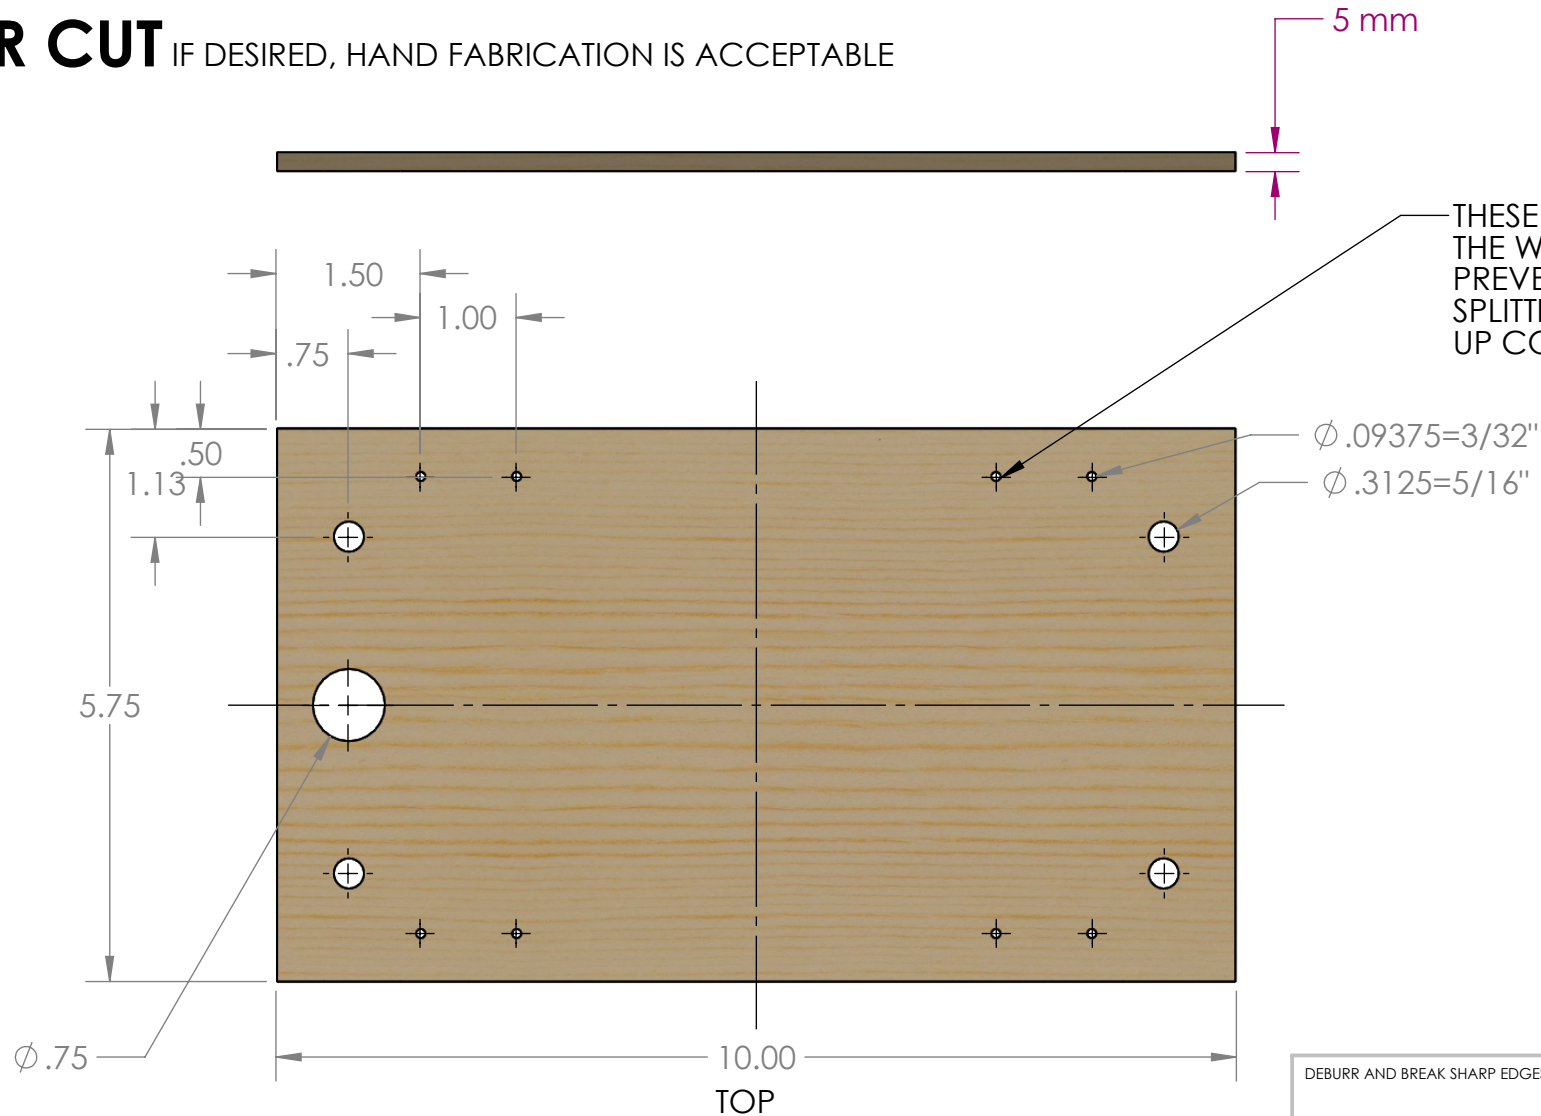 R CUT IF DESIRED, HAND FABRICATION IS ACCEPTABLE
5 mm
THESE
THE W
PREVE
SPLITTI
UP CO
1.50
1.00
.75
.50
1.13
Ø .09375=3/32"
Ø .3125=5/16"
5.75
Ø .75
10.00
TOP
DEBURR AND BREAK SHARP EDGES